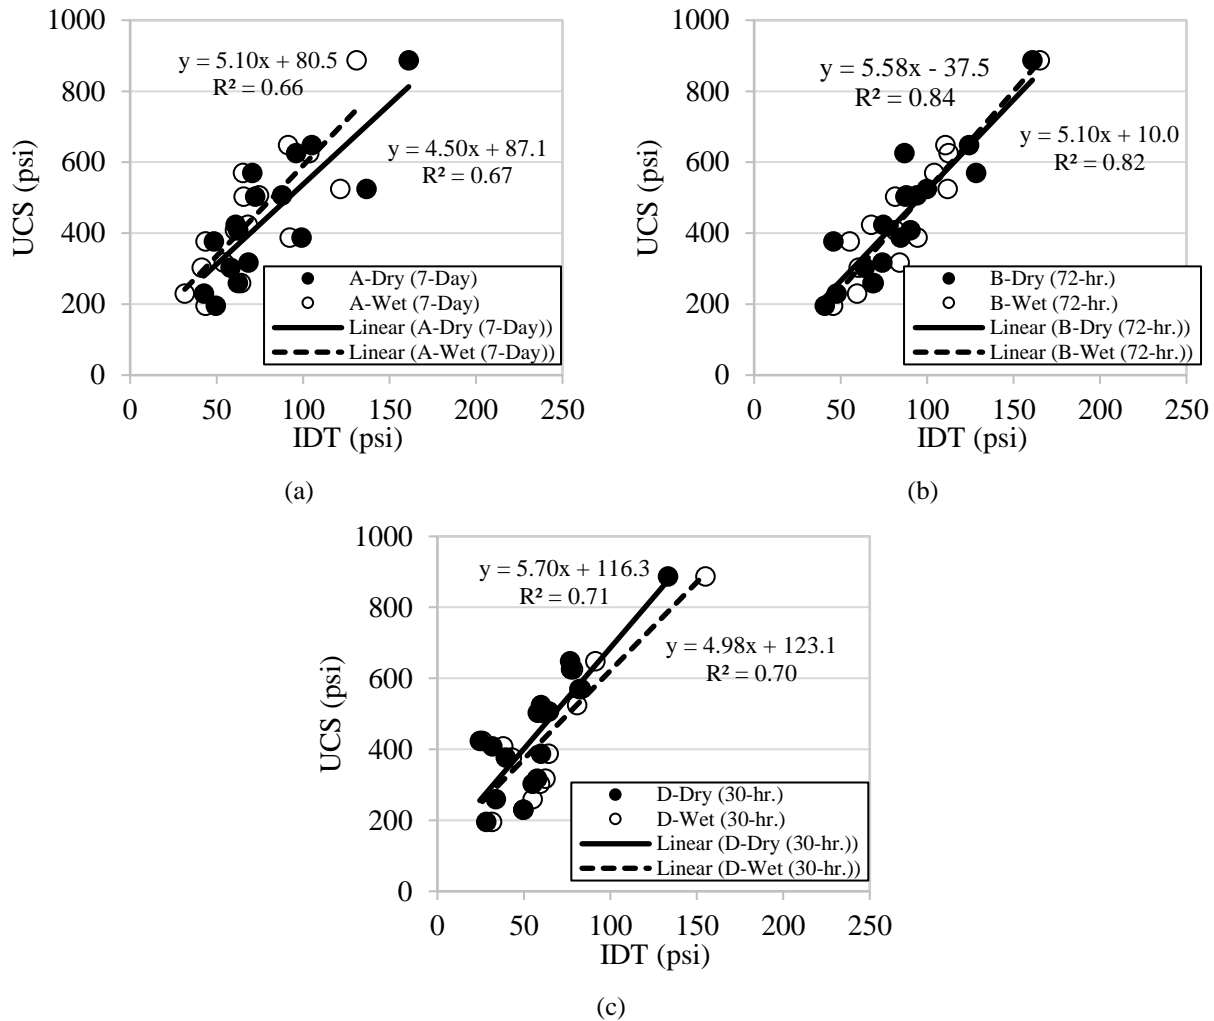 1000
800
600
400
200
0
UCS (psi)
y = 5.10x + 80.5
R² = 0.66
y = 4.50x + 87.1
R² = 0.67
A-Dry (7-Day)
A-Wet (7-Day)
Linear (A-Dry (7-Day))
Linear (A-Wet (7-Day))
0 50 100 150 200 250
IDT (psi)
(a)
1000
800
600
400
200
0
UCS (psi)
y = 5.58x - 37.5
R² = 0.84
y = 5.10x + 10.0
R² = 0.82
B-Dry (72-hr.)
B-Wet (72-hr.)
Linear (B-Dry (72-hr.))
Linear (B-Wet (72-hr.))
0 50 100 150 200 250
IDT (psi)
(b)
1000
800
600
400
200
0
UCS (psi)
y = 5.70x + 116.3
R² = 0.71
y = 4.98x + 123.1
R² = 0.70
D-Dry (30-hr.)
D-Wet (30-hr.)
Linear (D-Dry (30-hr.))
Linear (D-Wet (30-hr.))
0 50 100 150 200 250
IDT (psi)
(c)